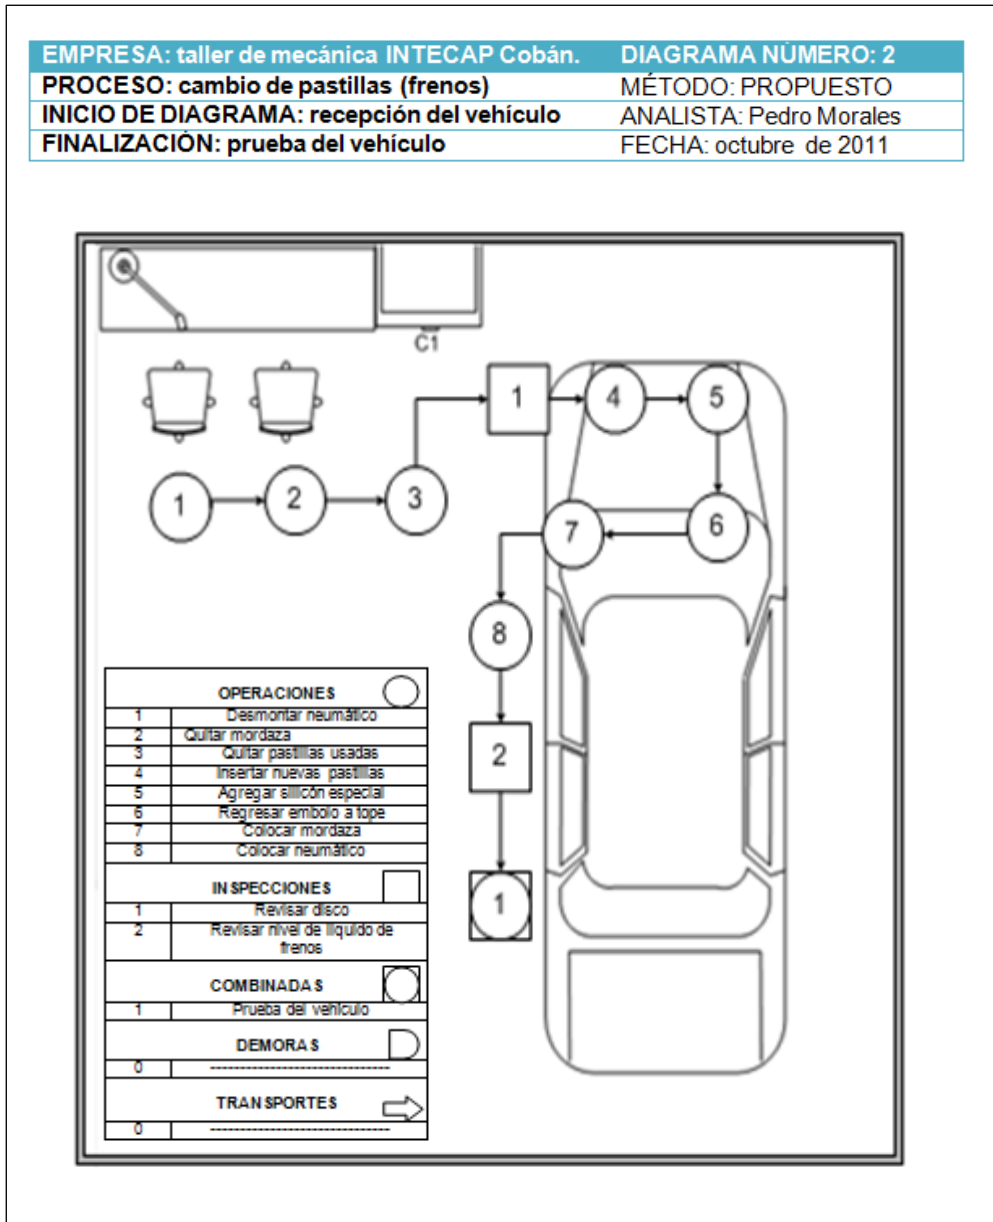 EMPRESA: taller de mecánica INTECAP Cobán. DIAGRAMA NÚMERO: 2
PROCESO: cambio de pastillas (frenos) MÉTODO: PROPUESTO
INICIO DE DIAGRAMA: recepción del vehículo ANALISTA: Pedro Morales
FINALIZACIÓN: prueba del vehículo FECHA: octubre de 2011
C1
1 4 5
1 2 3
7 6
8
2
1
OPERACIONES
1 Desmontar neumático
2 Quitar mordaza
3 Quitar pastillas usadas
4 Insertar nuevas pastillas
5 Agregar silicón especial
6 Regresar embolo a tope
7 Colocar mordaza
8 Colocar neumático
INSPECCIONES
1 Revisar disco
2 Revisar nivel de líquido de
frenos
COMBINADAS
1 Prueba del vehículo
DEMORAS
0 ------------------------------
TRANSPORTES
0 ------------------------------